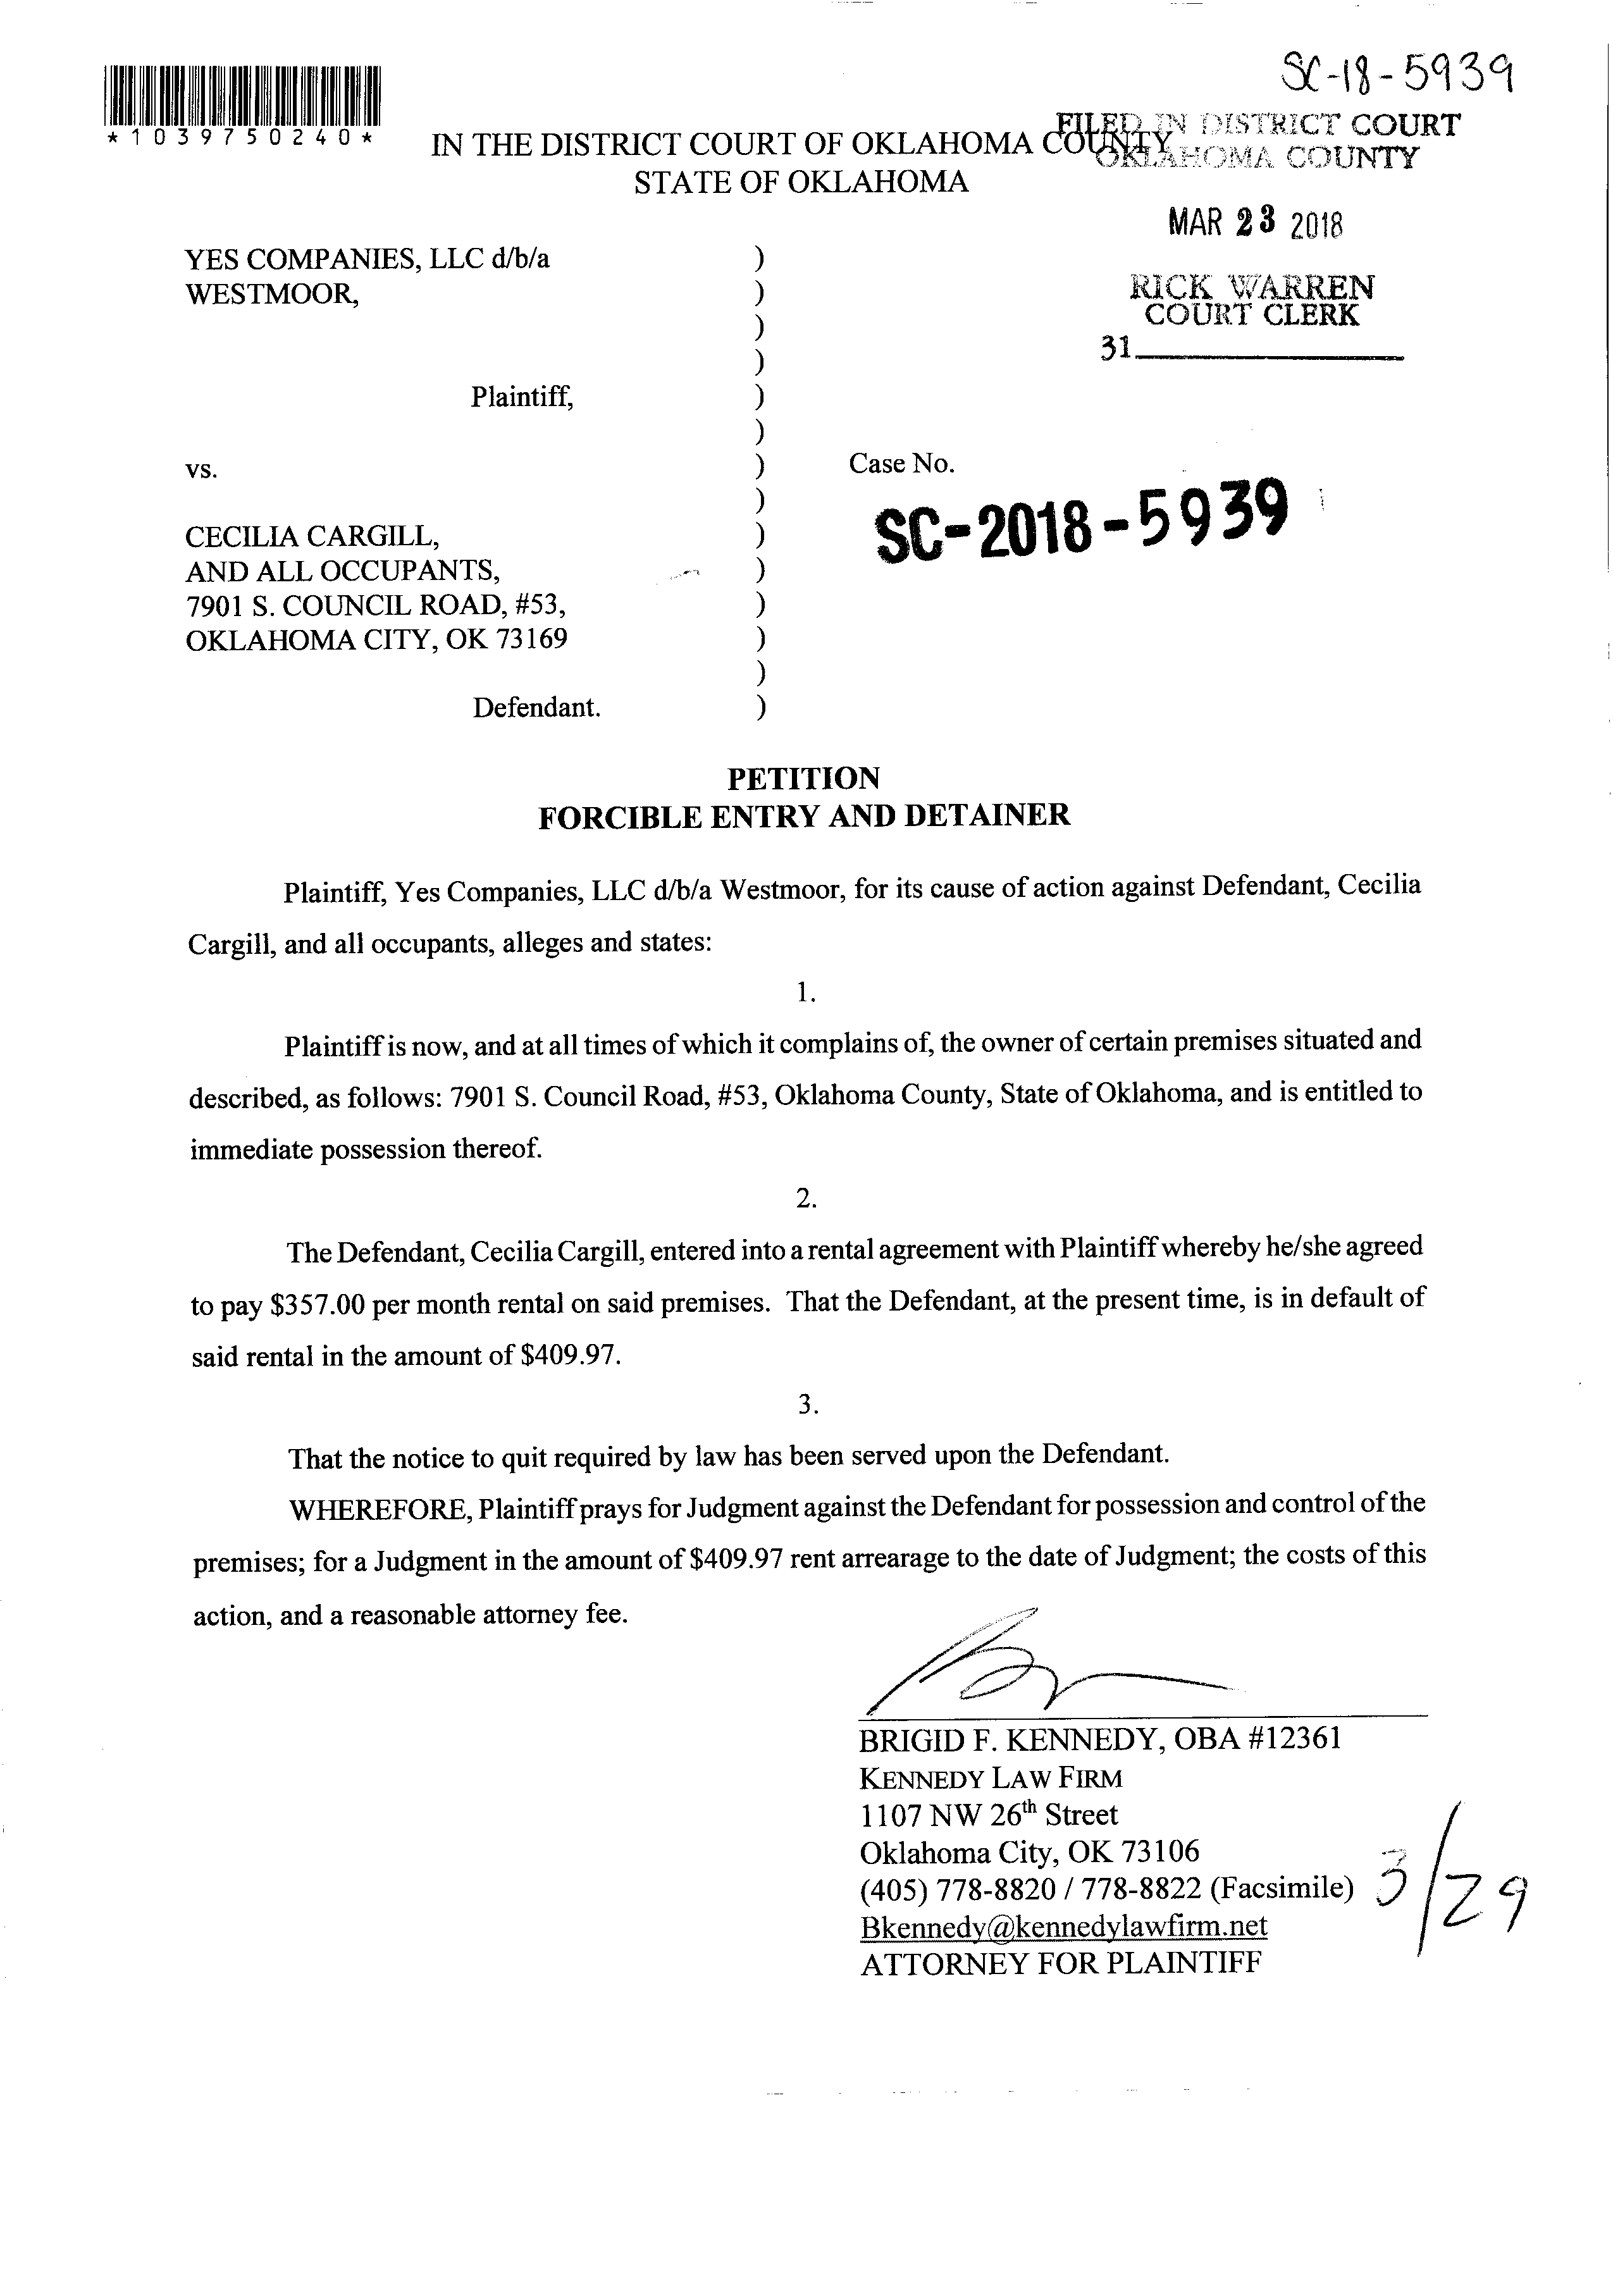 SC-18-5939
*1039750240*
IN THE DISTRICT COURT OF OKLAHOMA COUNTY
STATE OF OKLAHOMA
FILED IN DISTRICT COURT
OKLAHOMA COUNTY
MAR 23 2018
RICK WARREN
COURT CLERK
31
YES COMPANIES, LLC d/b/a )
WESTMOOR, )
)
)
Plaintiff, )
)
vs. ) Case No.
)
SC-2018-5939
CECILIA CARGILL, )
AND ALL OCCUPANTS, )
7901 S. COUNCIL ROAD, #53, )
OKLAHOMA CITY, OK 73169 )
)
Defendant. )
PETITION
FORCIBLE ENTRY AND DETAINER
Plaintiff, Yes Companies, LLC d/b/a Westmoor, for its cause of action against Defendant, Cecilia
Cargill, and all occupants, alleges and states:
1.
Plaintiff is now, and at all times of which it complains of, the owner of certain premises situated and
described, as follows: 7901 S. Council Road, #53, Oklahoma County, State of Oklahoma, and is entitled to
immediate possession thereof.
2.
The Defendant, Cecilia Cargill, entered into a rental agreement with Plaintiff whereby he/she agreed
to pay $357.00 per month rental on said premises. That the Defendant, at the present time, is in default of
said rental in the amount of $409.97.
3.
That the notice to quit required by law has been served upon the Defendant.
WHEREFORE, Plaintiff prays for Judgment against the Defendant for possession and control of the
premises; for a Judgment in the amount of $409.97 rent arrearage to the date of Judgment; the costs of this
action, and a reasonable attorney fee.
BRIGID F. KENNEDY, OBA #12361
KENNEDY LAW FIRM
1107 NW 26th Street
Oklahoma City, OK 73106
(405) 778-8820 / 778-8822 (Facsimile)
Bkennedy@kennedylawfirm.net
ATTORNEY FOR PLAINTIFF
3/29